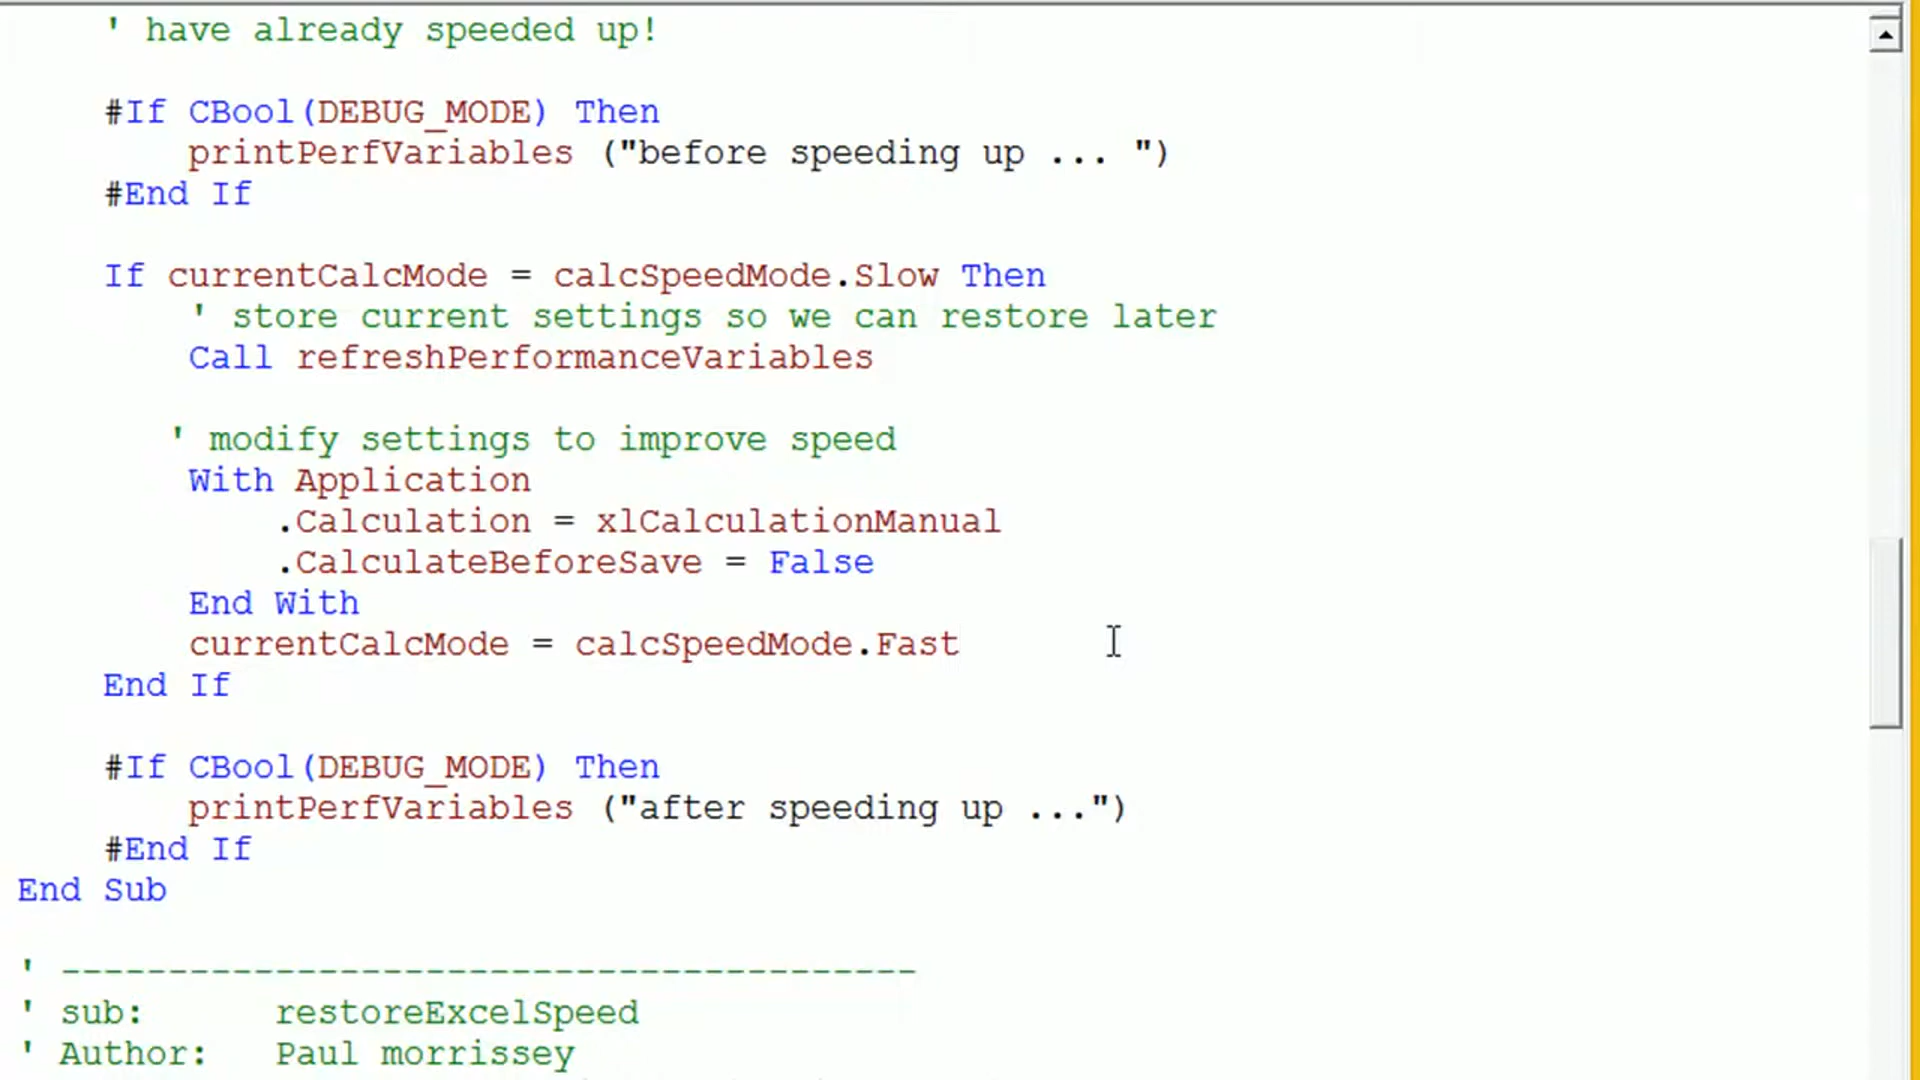 ' have already speeded up!
#If CBool(DEBUG_MODE) Then
printPerfVariables ("before speeding up ... ")
#End If
If currentCalcMode = calcSpeedMode.Slow Then
' store current settings so we can restore later
Call refreshPerformanceVariables
' modify settings to improve speed
With Application
.Calculation = xlCalculationManual
.CalculateBeforeSave = False
End With
currentCalcMode = calcSpeedMode.Fast
End If
#If CBool(DEBUG_MODE) Then
printPerfVariables ("after speeding up ...")
#End If
End Sub
' ----------------------------------------
' sub: restoreExcelSpeed
' Author: Paul morrissey